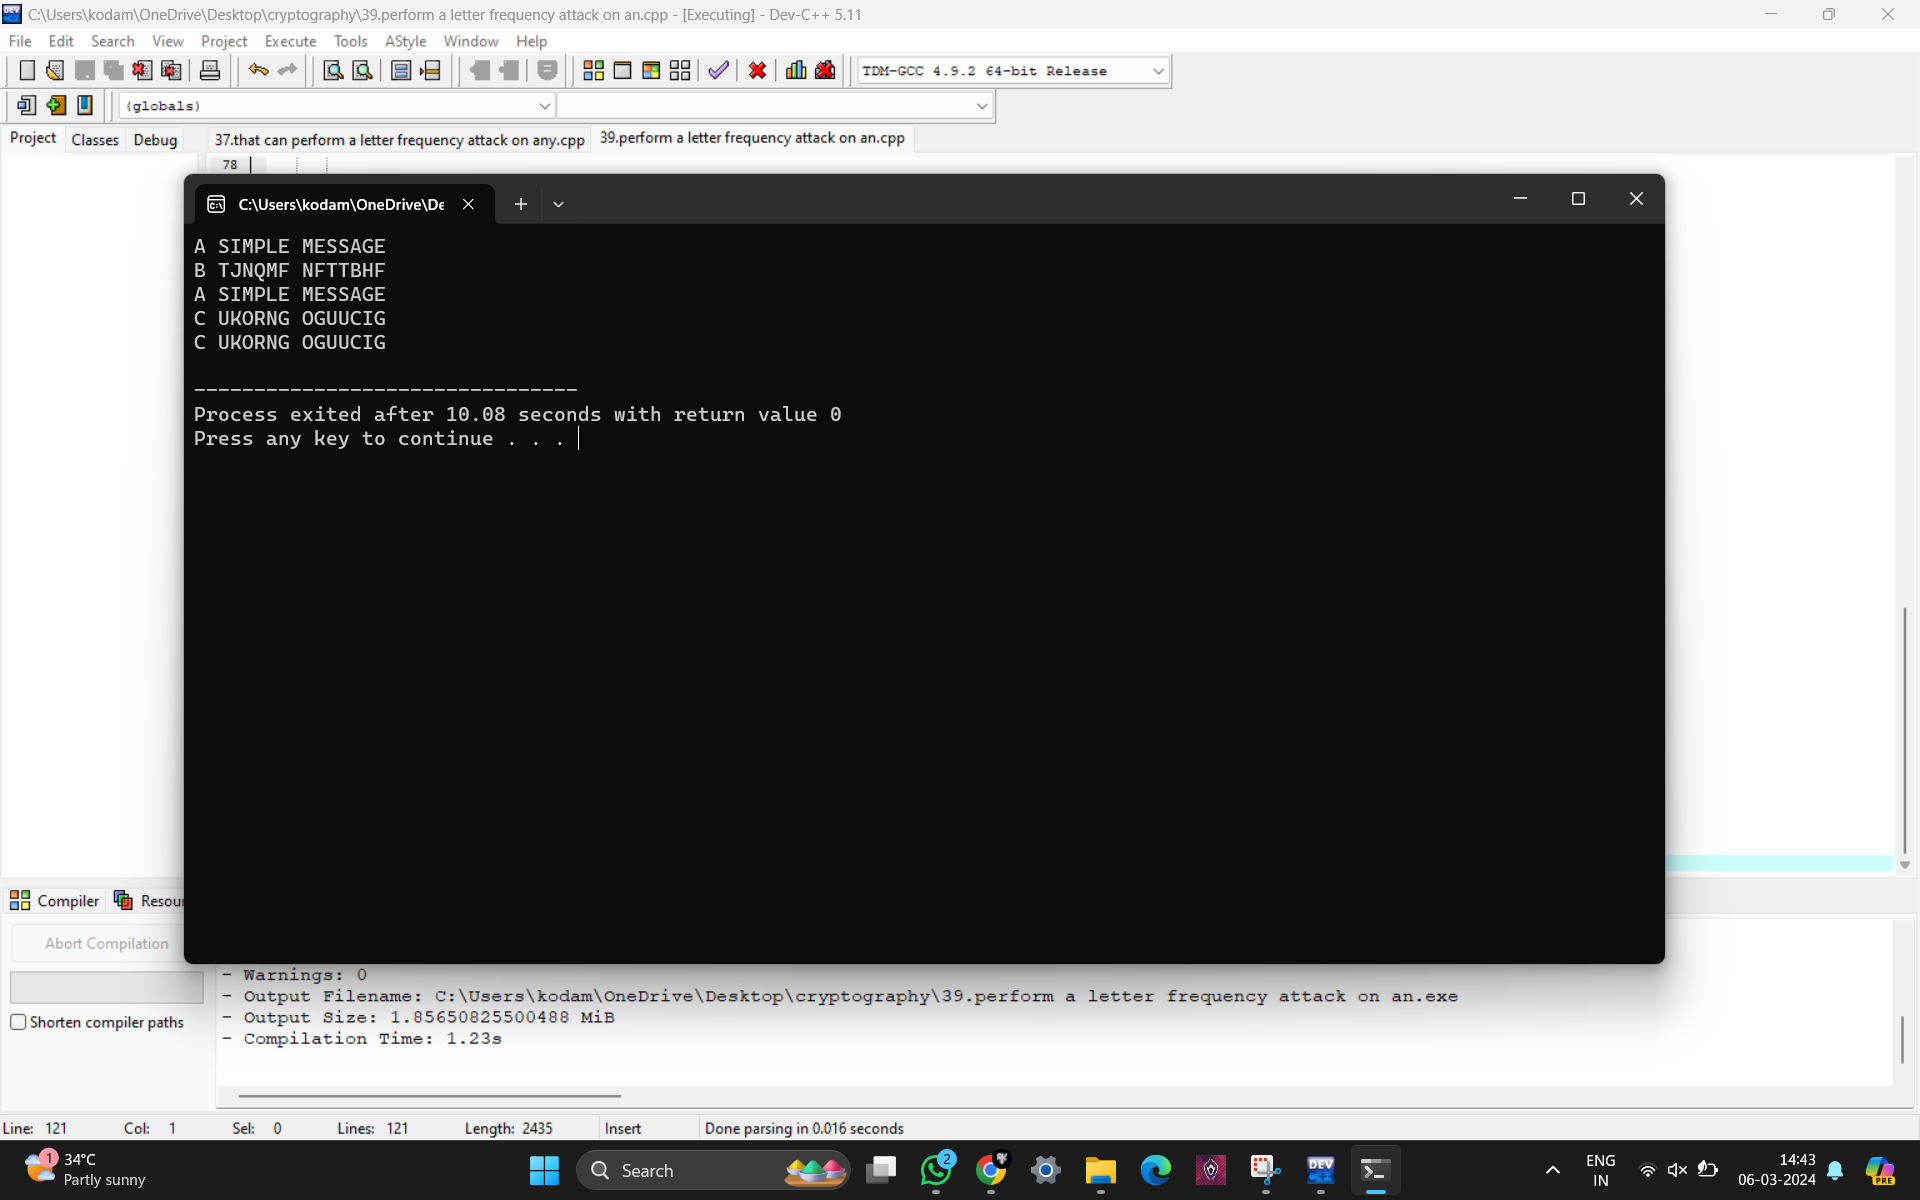 C:\Users\kodam\OneDrive\Desktop\cryptography\39.perform a letter frequency attack on an.cpp - [Executing] - Dev-C++ 5.11
File Edit Search View Project Execute Tools AStyle Window Help
TDM-GCC 4.9.2 64-bit Release
(globals)
Project Classes Debug 37.that can perform a letter frequency attack on any.cpp 39.perform a letter frequency attack on an.cpp
78
C:\Users\kodam\OneDrive\De
A SIMPLE MESSAGE
B TJNQMF NFTTBHF
A SIMPLE MESSAGE
C UKORNG OGUUCIG
C UKORNG OGUUCIG
--------------------------------
Process exited after 10.08 seconds with return value 0
Press any key to continue . . .
Compiler Resou
Abort Compilation
- Warnings: 0
- Output Filename: C:\Users\kodam\OneDrive\Desktop\cryptography\39.perform a letter frequency attack on an.exe
Shorten compiler paths
- Output Size: 1.85650825500488 MiB
- Compilation Time: 1.23s
Line: 121 Col: 1 Sel: 0 Lines: 121 Length: 2435 Insert Done parsing in 0.016 seconds
1 34°C
Partly sunny
Search
2
DEV
ENG
IN
14:43
06-03-2024
PRE